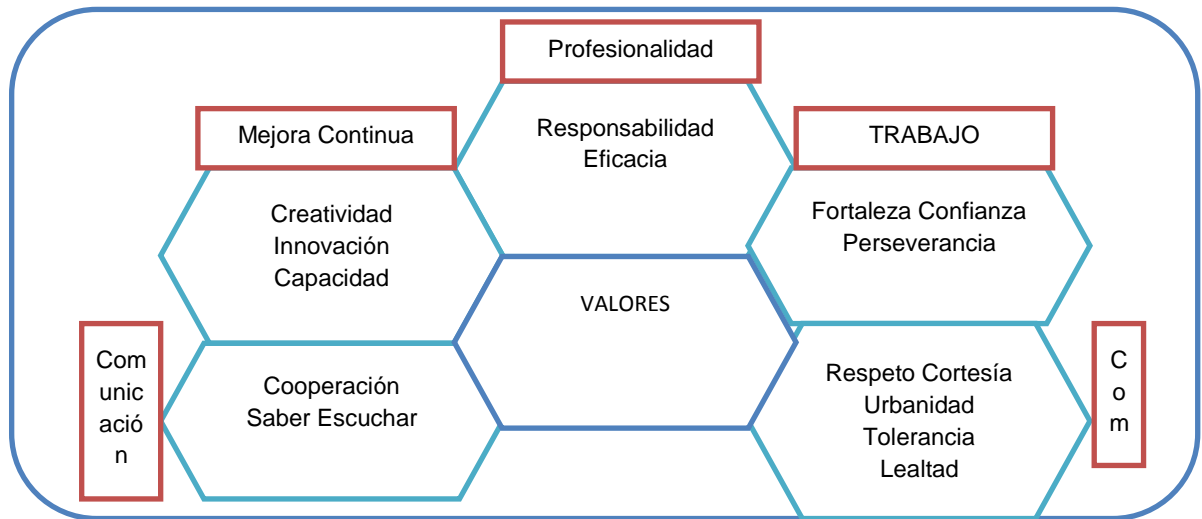 Profesionalidad
Responsabilidad
Eficacia
Mejora Continua
Creatividad
Innovación
Capacidad
TRABAJO
Fortaleza Confianza
Perseverancia
VALORES
Com
unic
ació
n
Cooperación
Saber Escuchar
Respeto Cortesía
Urbanidad
Tolerancia
Lealtad
C
o
m